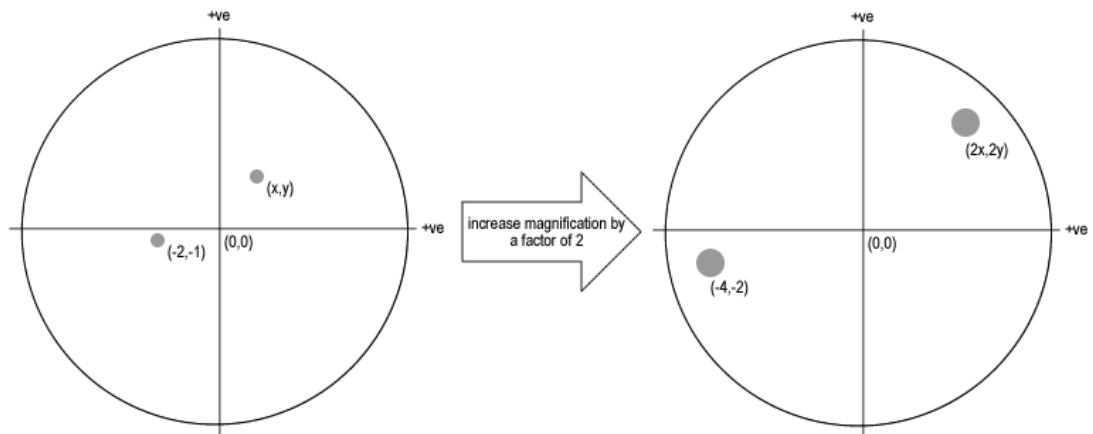 +ve
(x,y)
+ve
(-2,-1)
(0,0)
increase magnification by
a factor of 2
+ve
(2x,2y)
+ve
(0,0)
(-4,-2)